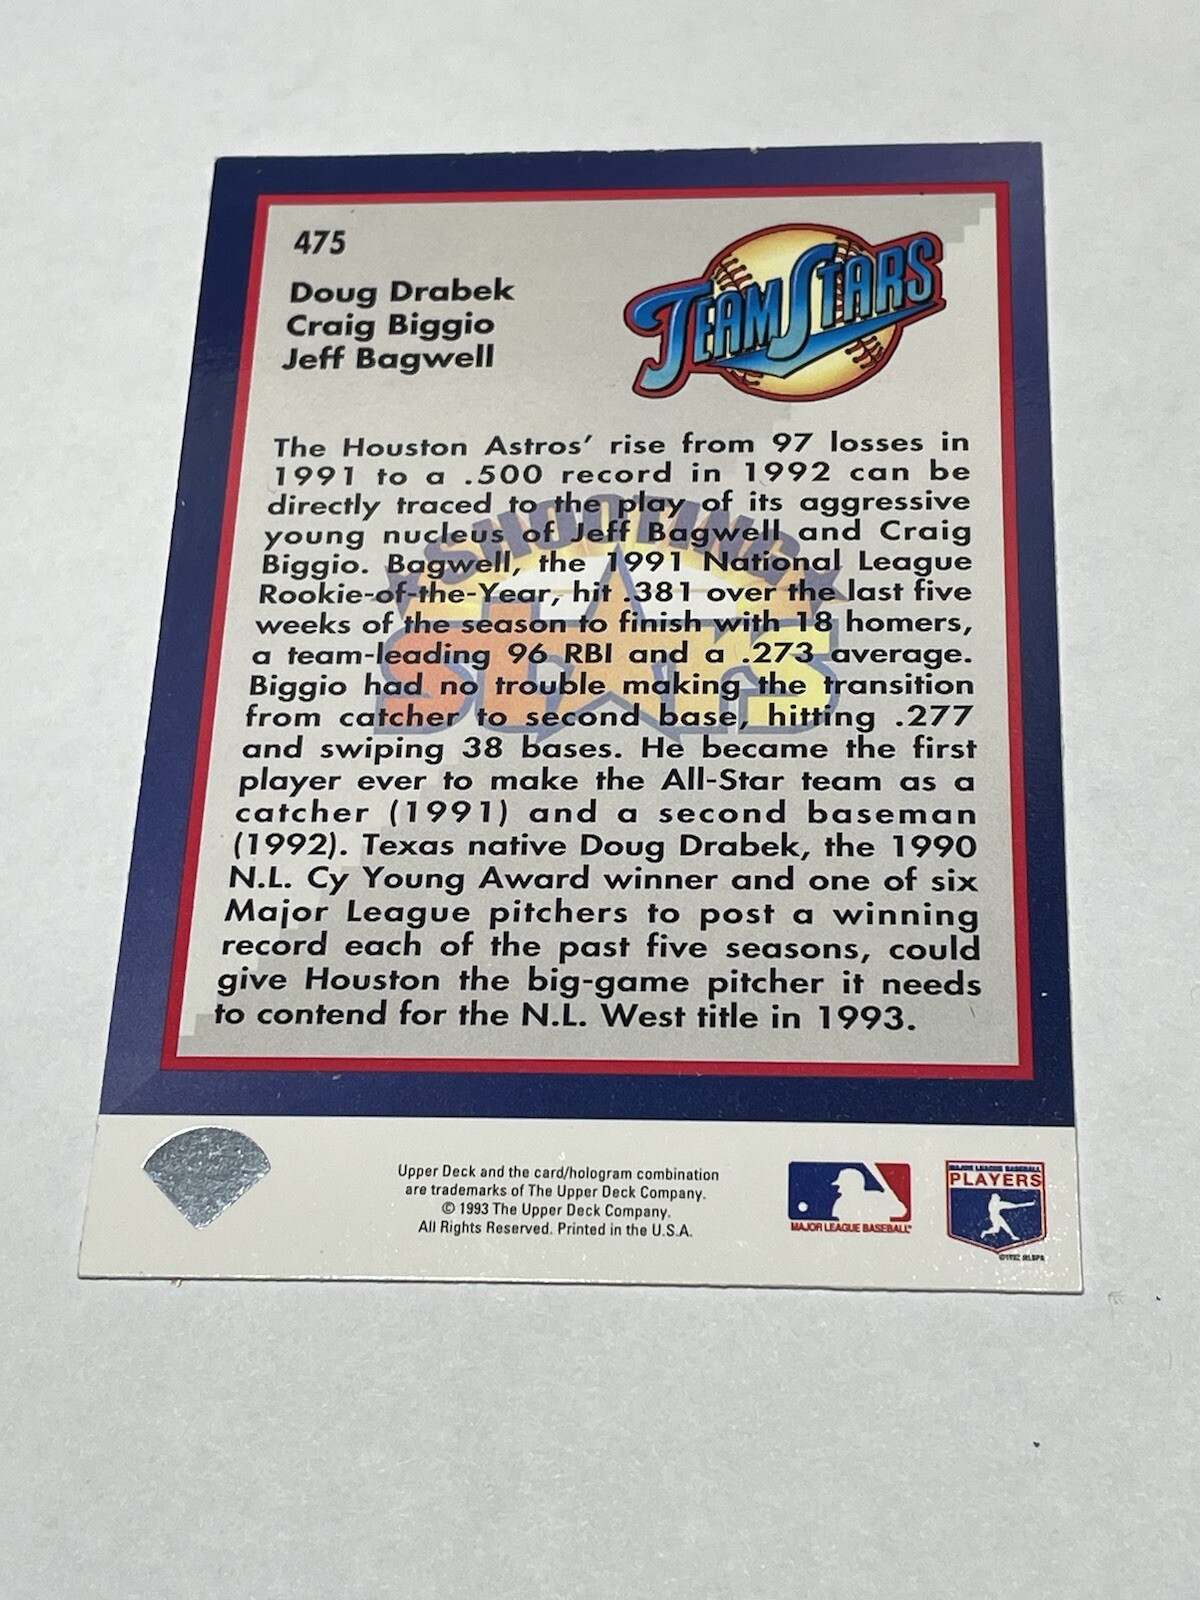 475
TEAM STARS
Doug Drabek
Craig Biggio
Jeff Bagwell
SHOOTING
STARS
The Houston Astros' rise from 97 losses in
1991 to a .500 record in 1992 can be
directly traced to the play of its aggressive
young nucleus of Jeff Bagwell and Craig
Biggio. Bagwell, the 1991 National League
Rookie-of-the-Year, hit .381 over the last five
weeks of the season to finish with 18 homers,
a team-leading 96 RBI and a .273 average.
Biggio had no trouble making the transition
from catcher to second base, hitting .277
and swiping 38 bases. He became the first
player ever to make the All-Star team as a
catcher (1991) and a second baseman
(1992). Texas native Doug Drabek, the 1990
N.L. Cy Young Award winner and one of six
Major League pitchers to post a winning
record each of the past five seasons, could
give Houston the big-game pitcher it needs
to contend for the N.L. West title in 1993.
Upper Deck and the card/hologram combination
are trademarks of The Upper Deck Company.
© 1993 The Upper Deck Company.
All Rights Reserved. Printed in the U.S.A.
MAJOR LEAGUE BASEBALL
MAJOR LEAGUE BASEBALL
PLAYERS
©1992 MLBPA